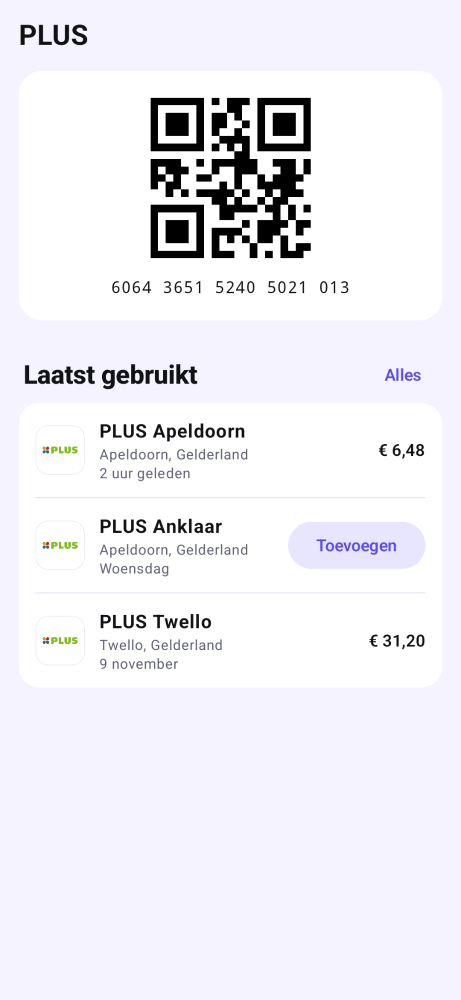 PLUS
6064 3651 5240 5021 013
Laatst gebruikt
Alles
PLUS
PLUS Apeldoorn
Apeldoorn, Gelderland
2 uur geleden
€ 6,48
PLUS
PLUS Anklaar
Apeldoorn, Gelderland
Woensdag
Toevoegen
PLUS
PLUS Twello
Twello, Gelderland
9 november
€ 31,20